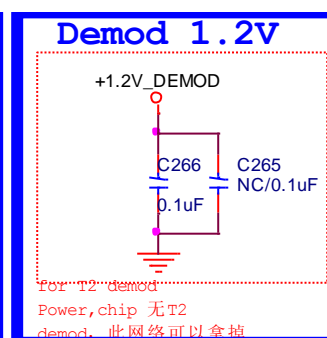 Demod 1.2V
+1.2V_DEMOD
C266
C265
NC/0.1uF
0.1uF
for T2 demod
Power,chip 无T2
demod, 此网络可以拿掉